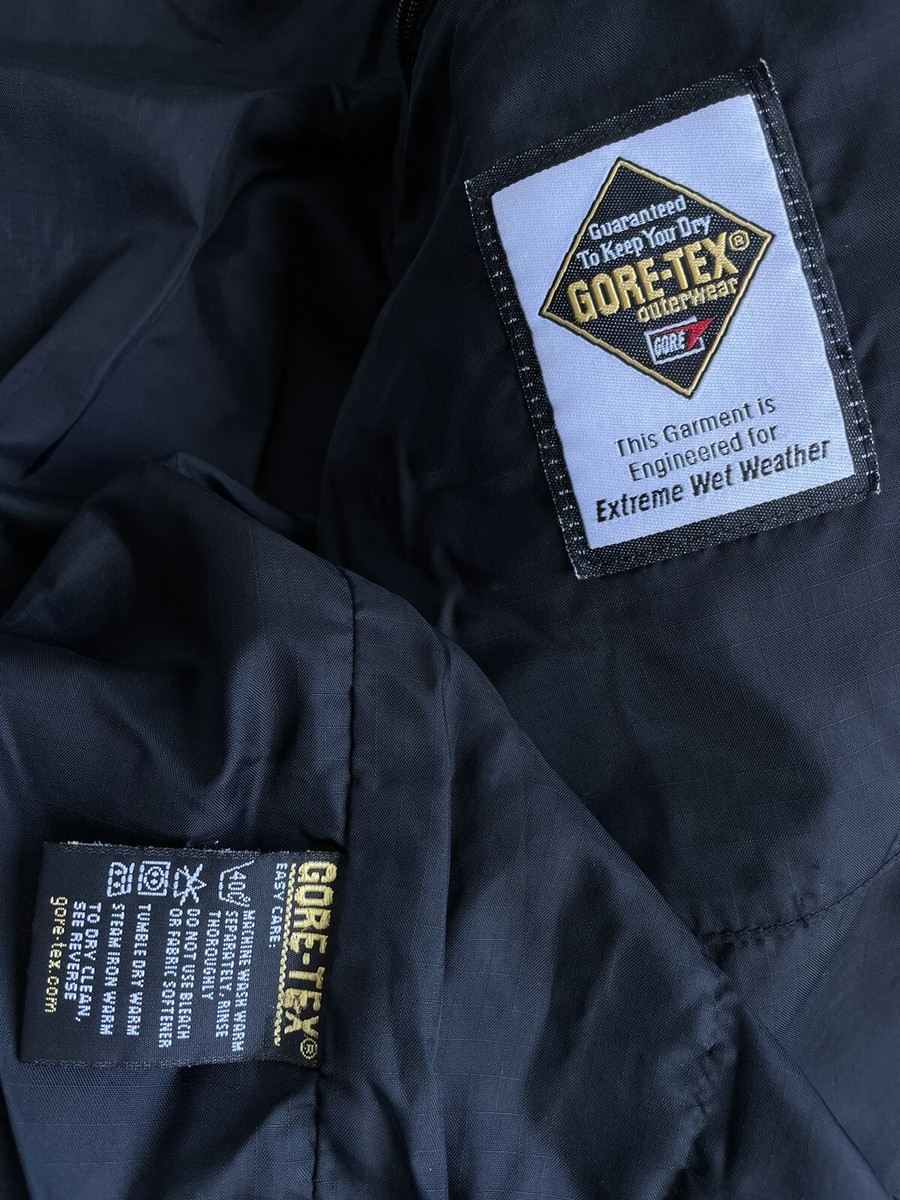 Guaranteed
To Keep You Dry
GORE-TEX®
outerwear
GORE
This Garment is
Engineered for
Extreme Wet Weather
GORE-TEX®
EASY CARE:
40°
MACHINE WASH WARM
SEPARATELY, RINSE
THOROUGHLY
DO NOT USE BLEACH
OR FABRIC SOFTENER
TUMBLE DRY WARM
STEAM IRON WARM
TO DRY CLEAN,
SEE REVERSE
gore-tex.com